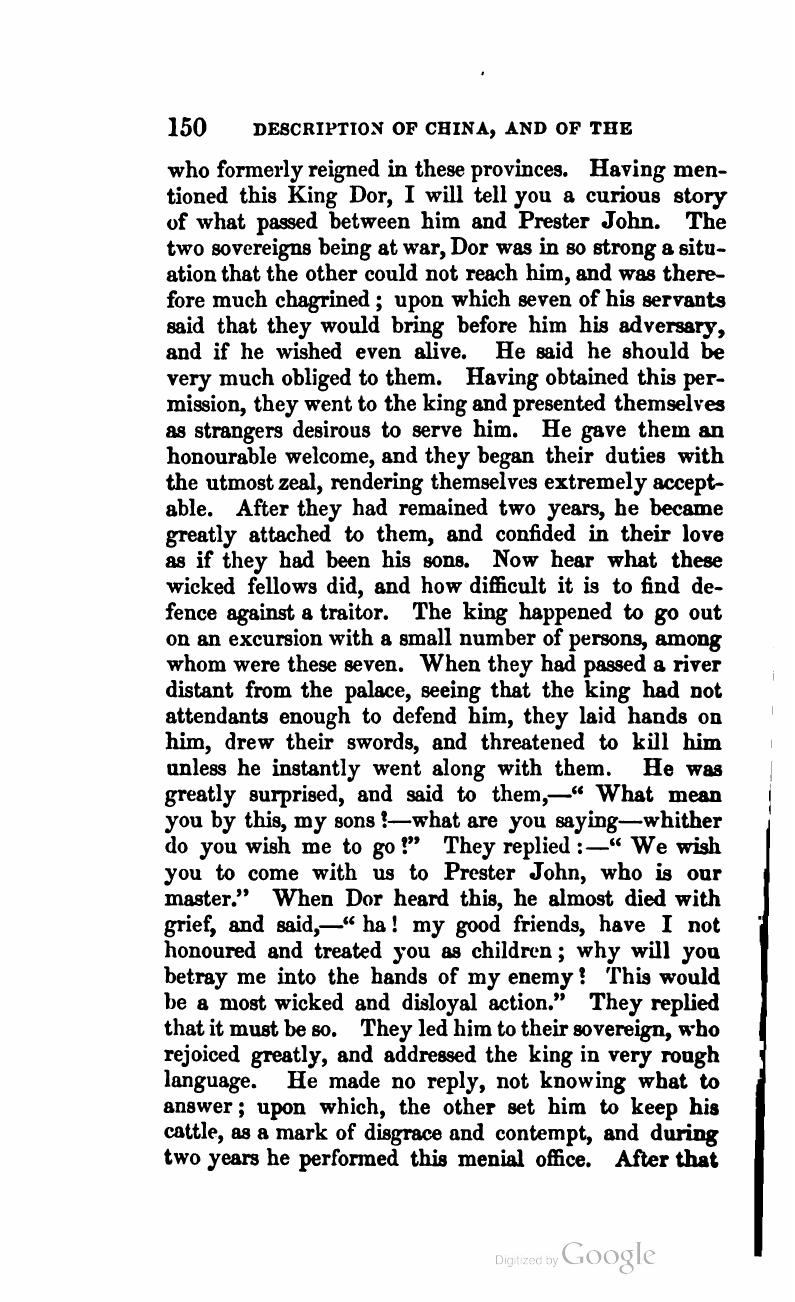 150 DESCRIPTION OF CHINA, AND OF THE
who formerly reigned in these provinces. Having men-
tioned this King Dor, I will tell you a curious story
of what passed between him and Prester John. The
two sovereigns being at war, Dor was in so strong a situ-
ation that the other could not reach him, and was there-
fore much chagrined; upon which seven of his servants
said that they would bring before him his adversary,
and if he wished even alive. He said he should be
very much obliged to them. Having obtained this per-
mission, they went to the king and presented themselves
as strangers desirous to serve him. He gave them an
honourable welcome, and they began their duties with
the utmost zeal, rendering themselves extremely accept-
able. After they had remained two years, he became
greatly attached to them, and confided in their love
as if they had been his sons. Now hear what these
wicked fellows did, and how difficult it is to find de-
fence against a traitor. The king happened to go out
on an excursion with a small number of persons, among
whom were these seven. When they had passed a river
distant from the palace, seeing that the king had not
attendants enough to defend him, they laid hands on
him, drew their swords, and threatened to kill him
unless he instantly went along with them. He was
greatly surprised, and said to them,—“ What mean
you by this, my sons?—what are you saying—whither
do you wish me to go?” They replied:—“ We wish
you to come with us to Prester John, who is our
master.” When Dor heard this, he almost died with
grief, and said,—“ ha! my good friends, have I not
honoured and treated you as children; why will you
betray me into the hands of my enemy? This would
be a most wicked and disloyal action.” They replied
that it must be so. They led him to their sovereign, who
rejoiced greatly, and addressed the king in very rough
language. He made no reply, not knowing what to
answer; upon which, the other set him to keep his
cattle, as a mark of disgrace and contempt, and during
two years he performed this menial office. After that
Digitized by Google